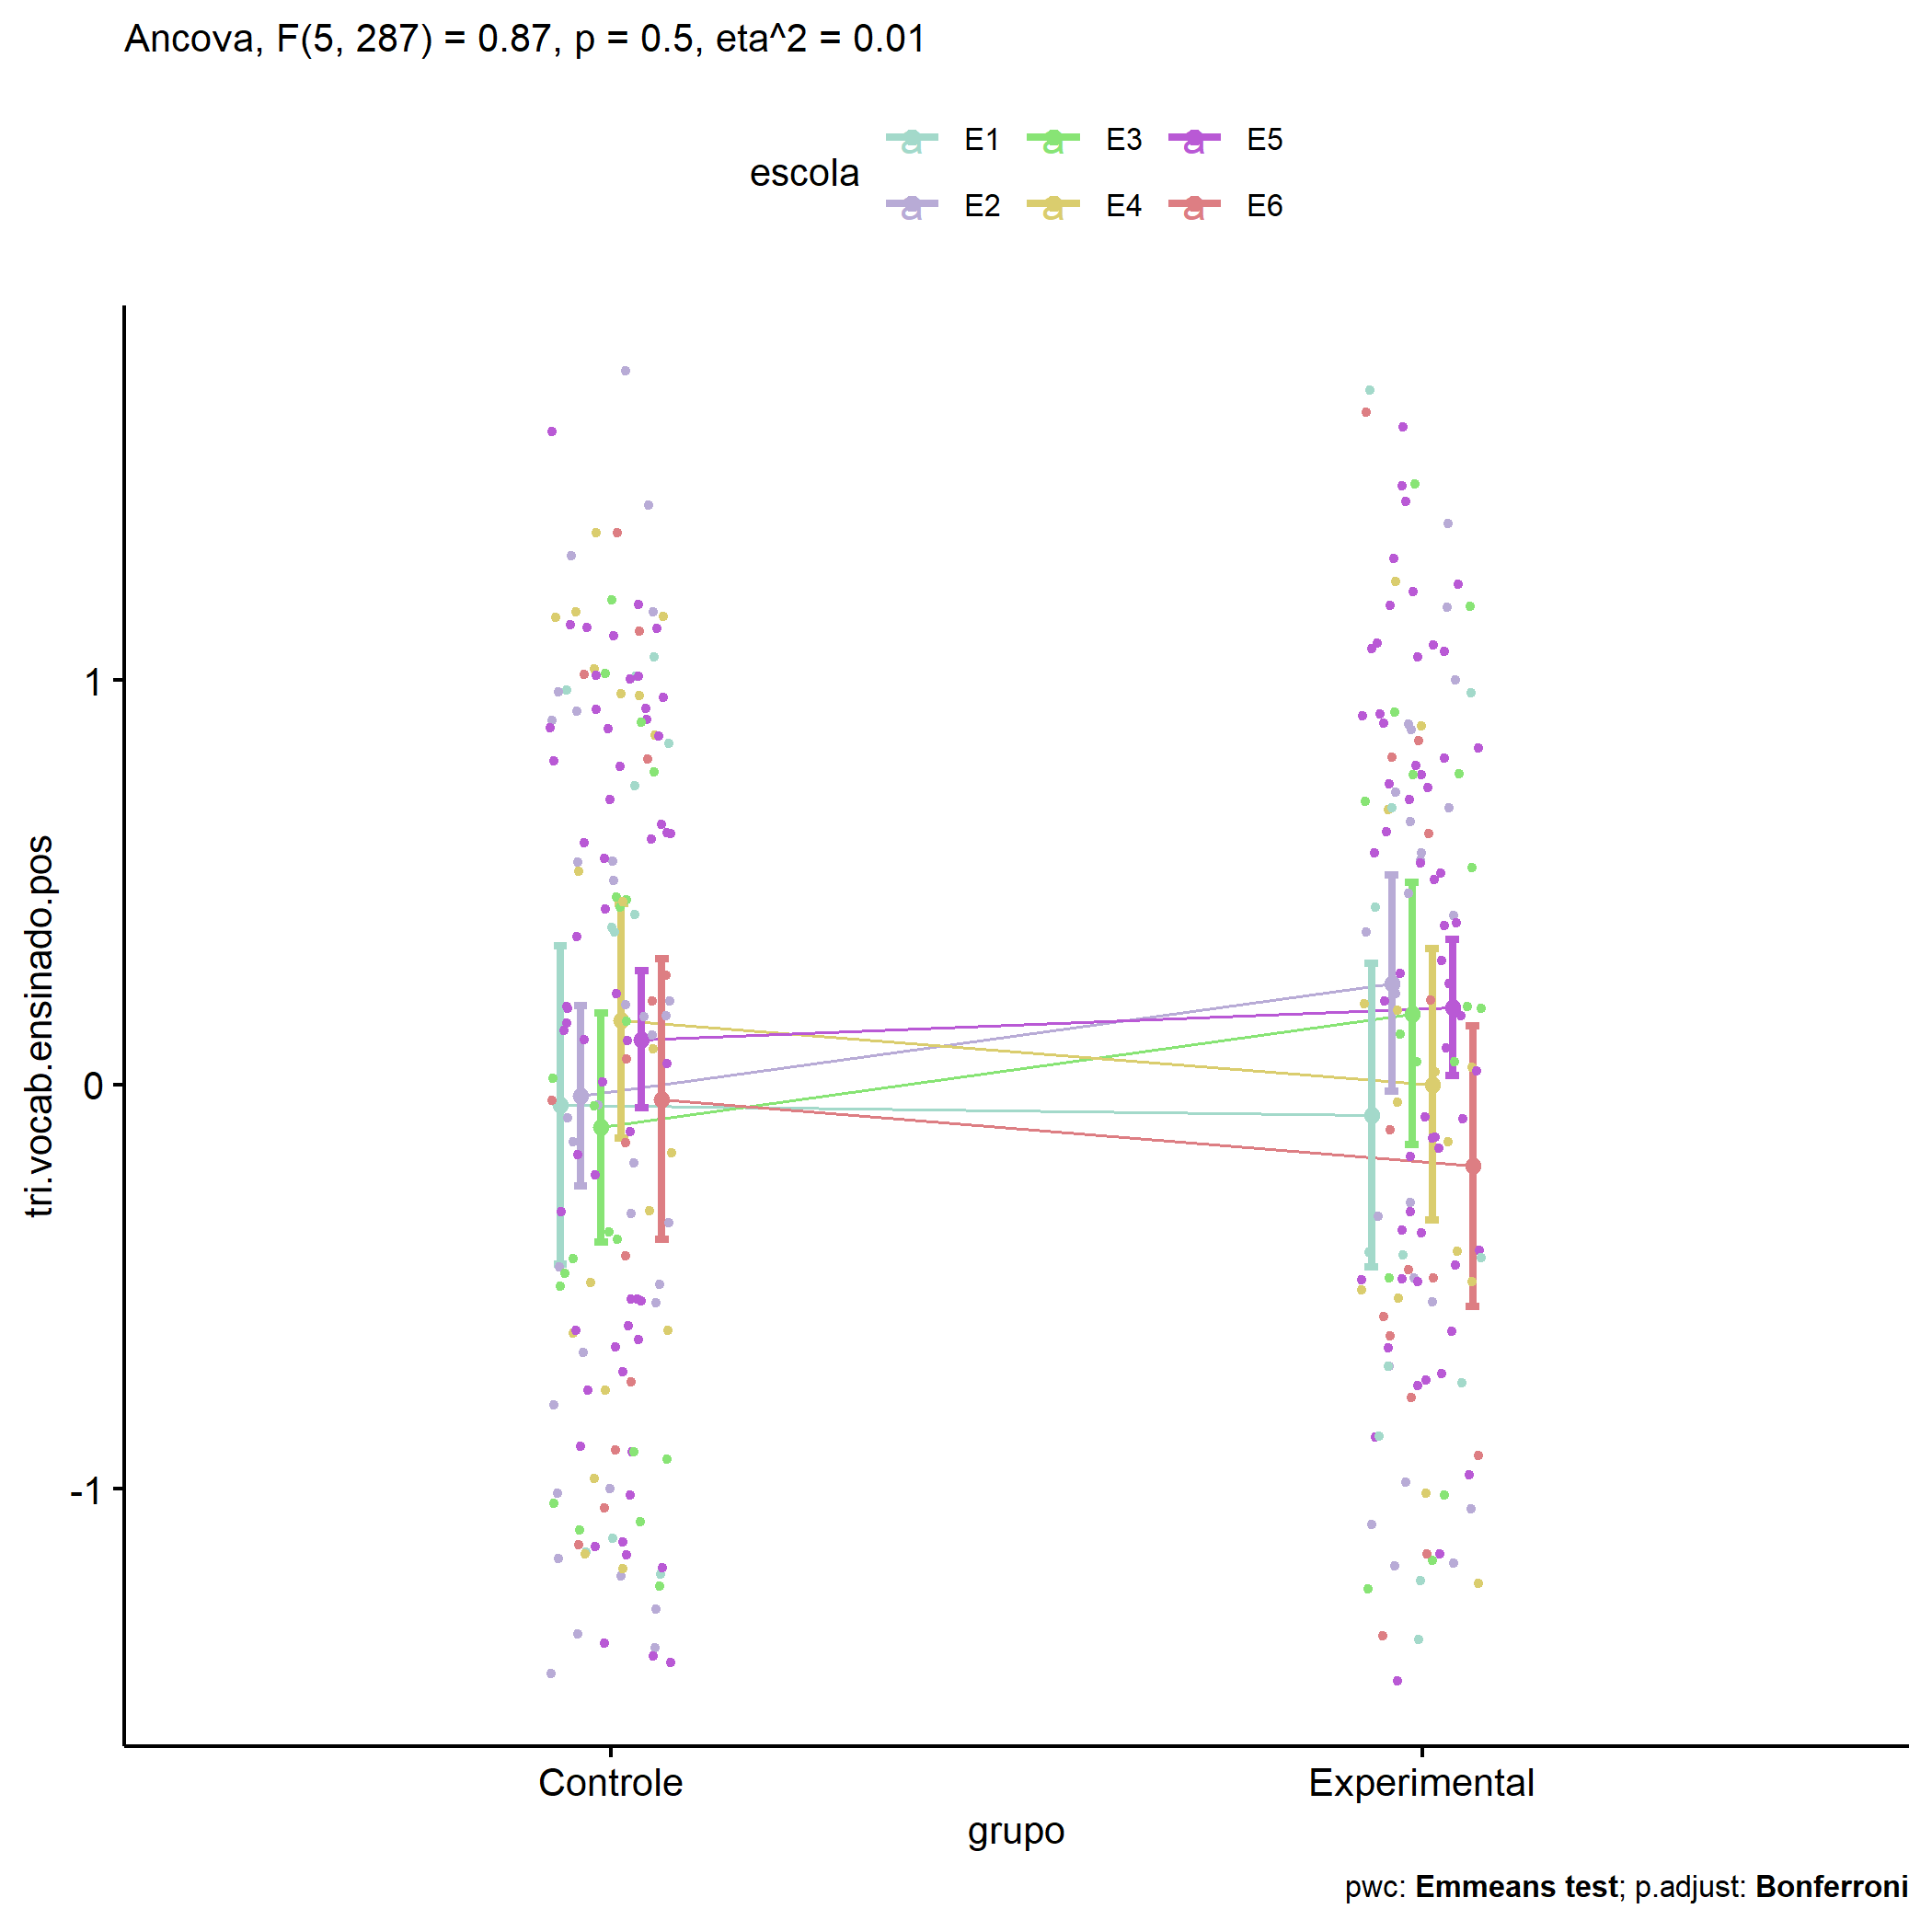 Ancova, F(5, 287) = 0.87, p = 0.5, eta^2 = 0.01
escola
a E1 a E3 a E5
a E2 a E4 a E6
tri.vocab.ensinado.pos
1
0
-1
Controle Experimental
grupo
pwc: Emmeans test; p.adjust: Bonferroni